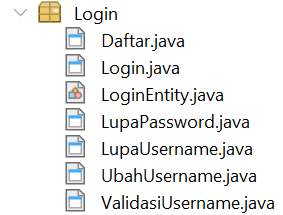 Login
Daftar.java
Login.java
LoginEntity.java
LupaPassword.java
LupaUsername.java
UbahUsername.java
ValidasiUsername.java